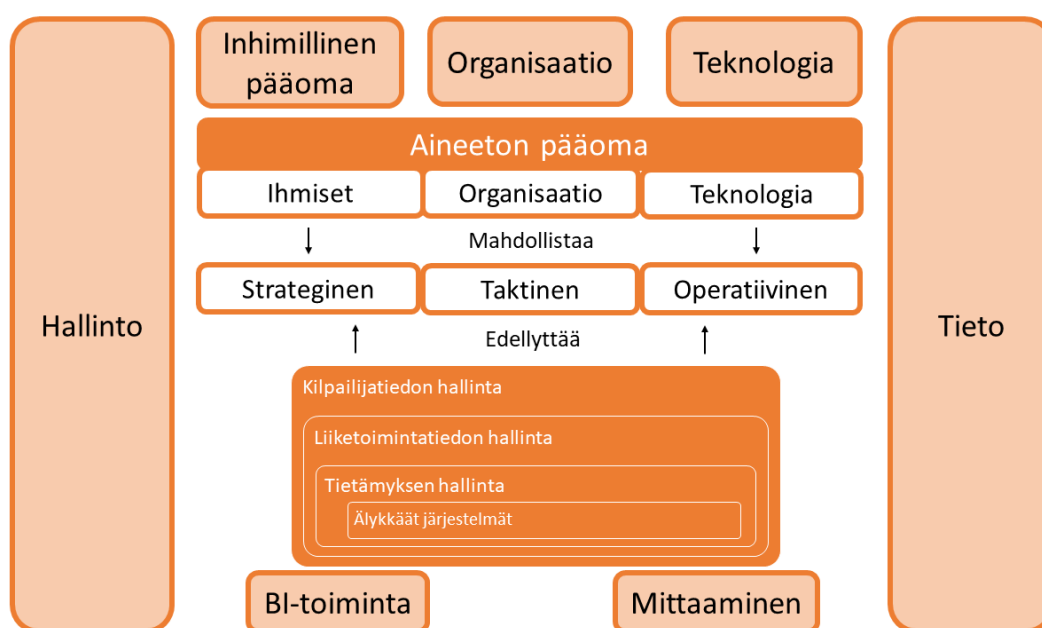 Inhimillinen
pääoma
Organisaatio
Teknologia
Aineeton pääoma
Ihmiset
Organisaatio
Teknologia
Mahdollistaa
Strateginen
Taktinen
Operatiivinen
Hallinto
Tieto
Edellyttää
Kilpailijatiedon hallinta
Liiketoimintatiedon hallinta
Tietämyksen hallinta
Älykkäät järjestelmät
BI-toiminta
Mittaaminen